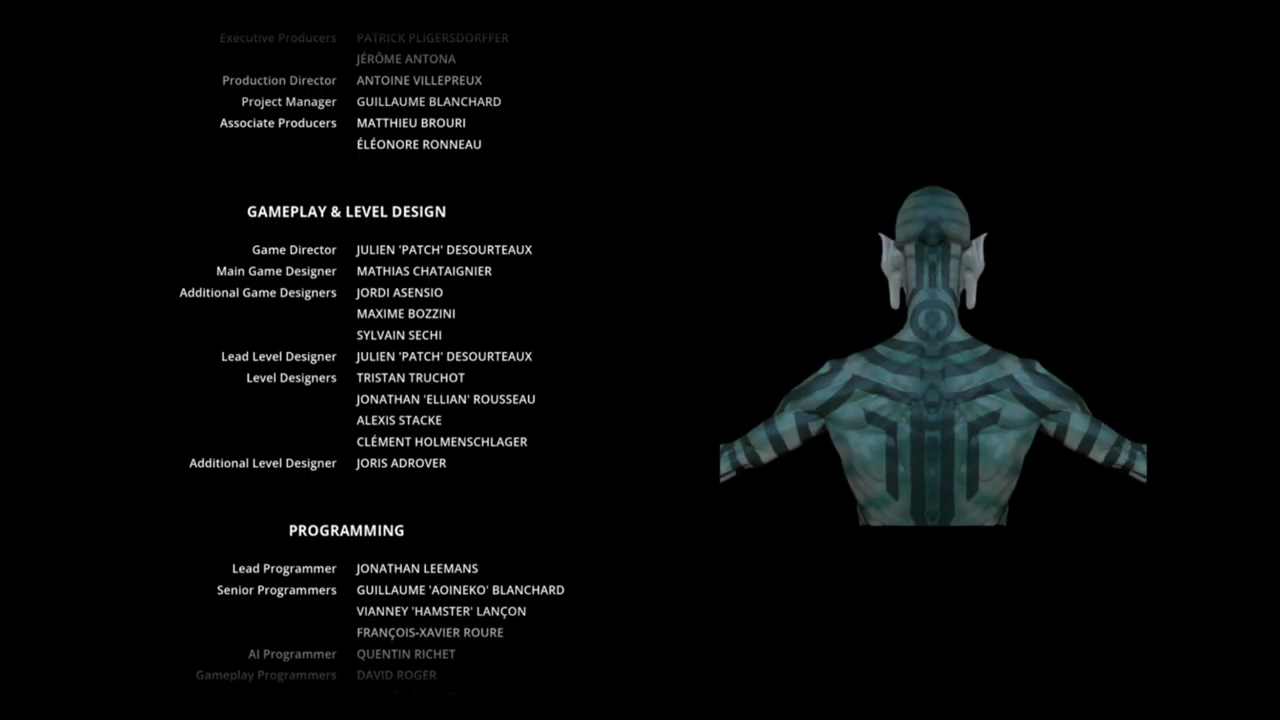 Executive Producers PATRICK PLIGERSDORFFER
JÉRÔME ANTONA
Production Director ANTOINE VILLEPREUX
Project Manager GUILLAUME BLANCHARD
Associate Producers MATTHIEU BROURI
ÉLÉONORE RONNEAU
GAMEPLAY & LEVEL DESIGN
Game Director JULIEN 'PATCH' DESOURTEAUX
Main Game Designer MATHIAS CHATAIGNIER
Additional Game Designers JORDI ASENSIO
MAXIME BOZZINI
SYLVAIN SECHI
Lead Level Designer JULIEN 'PATCH' DESOURTEAUX
Level Designers TRISTAN TRUCHOT
JONATHAN 'ELLIAN' ROUSSEAU
ALEXIS STACKE
CLÉMENT HOLMENSCHLAGER
Additional Level Designer JORIS ADROVER
PROGRAMMING
Lead Programmer JONATHAN LEEMANS
Senior Programmers GUILLAUME 'AOINEKO' BLANCHARD
VIANNEY 'HAMSTER' LANÇON
FRANÇOIS-XAVIER ROURE
AI Programmer QUENTIN RICHET
Gameplay Programmers DAVID ROGER